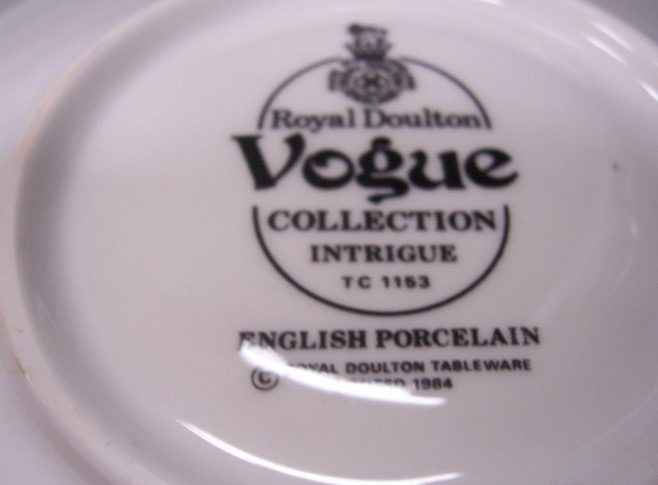 Royal Doulton
Vogue
COLLECTION
INTRIGUE
TC 1153
ENGLISH PORCELAIN
© ROYAL DOULTON TABLEWARE
1984